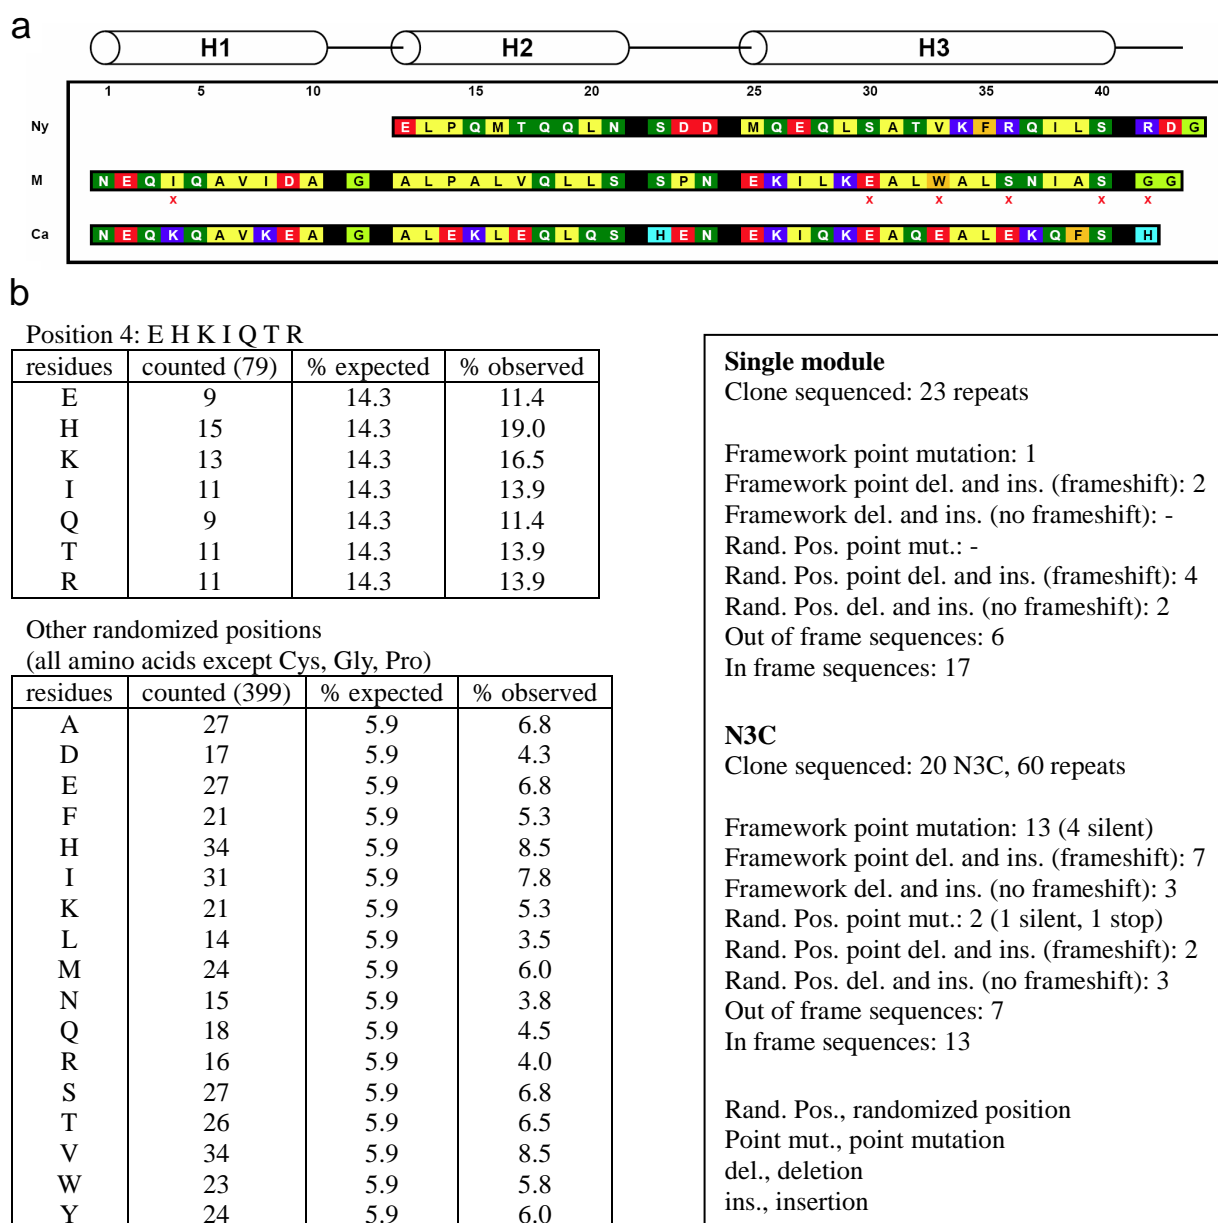 a
H1 H2 H3
1 5 10 15 20 25 30 35 40
Ny E L P Q M T Q Q L N S D D M Q E Q L S A T V K F R Q I L S R D G
M N E Q I Q A V I D A G A L P A L V Q L L S S P N E K I L K E A L W A L S N I A S G G
x x x x x x
Ca N E Q K Q A V K E A G A L E K L E Q L Q S H E N E K I Q K E A Q E A L E K Q F S H
b
Position 4: E H K I Q T R
residues counted (79) % expected % observed
E 9 14.3 11.4
H 15 14.3 19.0
K 13 14.3 16.5
I 11 14.3 13.9
Q 9 14.3 11.4
T 11 14.3 13.9
R 11 14.3 13.9
Other randomized positions
(all amino acids except Cys, Gly, Pro)
residues counted (399) % expected % observed
A 27 5.9 6.8
D 17 5.9 4.3
E 27 5.9 6.8
F 21 5.9 5.3
H 34 5.9 8.5
I 31 5.9 7.8
K 21 5.9 5.3
L 14 5.9 3.5
M 24 5.9 6.0
N 15 5.9 3.8
Q 18 5.9 4.5
R 16 5.9 4.0
S 27 5.9 6.8
T 26 5.9 6.5
V 34 5.9 8.5
W 23 5.9 5.8
Y 24 5.9 6.0
Single module
Clone sequenced: 23 repeats
Framework point mutation: 1
Framework point del. and ins. (frameshift): 2
Framework del. and ins. (no frameshift): -
Rand. Pos. point mut.: -
Rand. Pos. point del. and ins. (frameshift): 4
Rand. Pos. del. and ins. (no frameshift): 2
Out of frame sequences: 6
In frame sequences: 17
N3C
Clone sequenced: 20 N3C, 60 repeats
Framework point mutation: 13 (4 silent)
Framework point del. and ins. (frameshift): 7
Framework del. and ins. (no frameshift): 3
Rand. Pos. point mut.: 2 (1 silent, 1 stop)
Rand. Pos. point del. and ins. (frameshift): 2
Rand. Pos. del. and ins. (no frameshift): 3
Out of frame sequences: 7
In frame sequences: 13
Rand. Pos., randomized position
Point mut., point mutation
del., deletion
ins., insertion